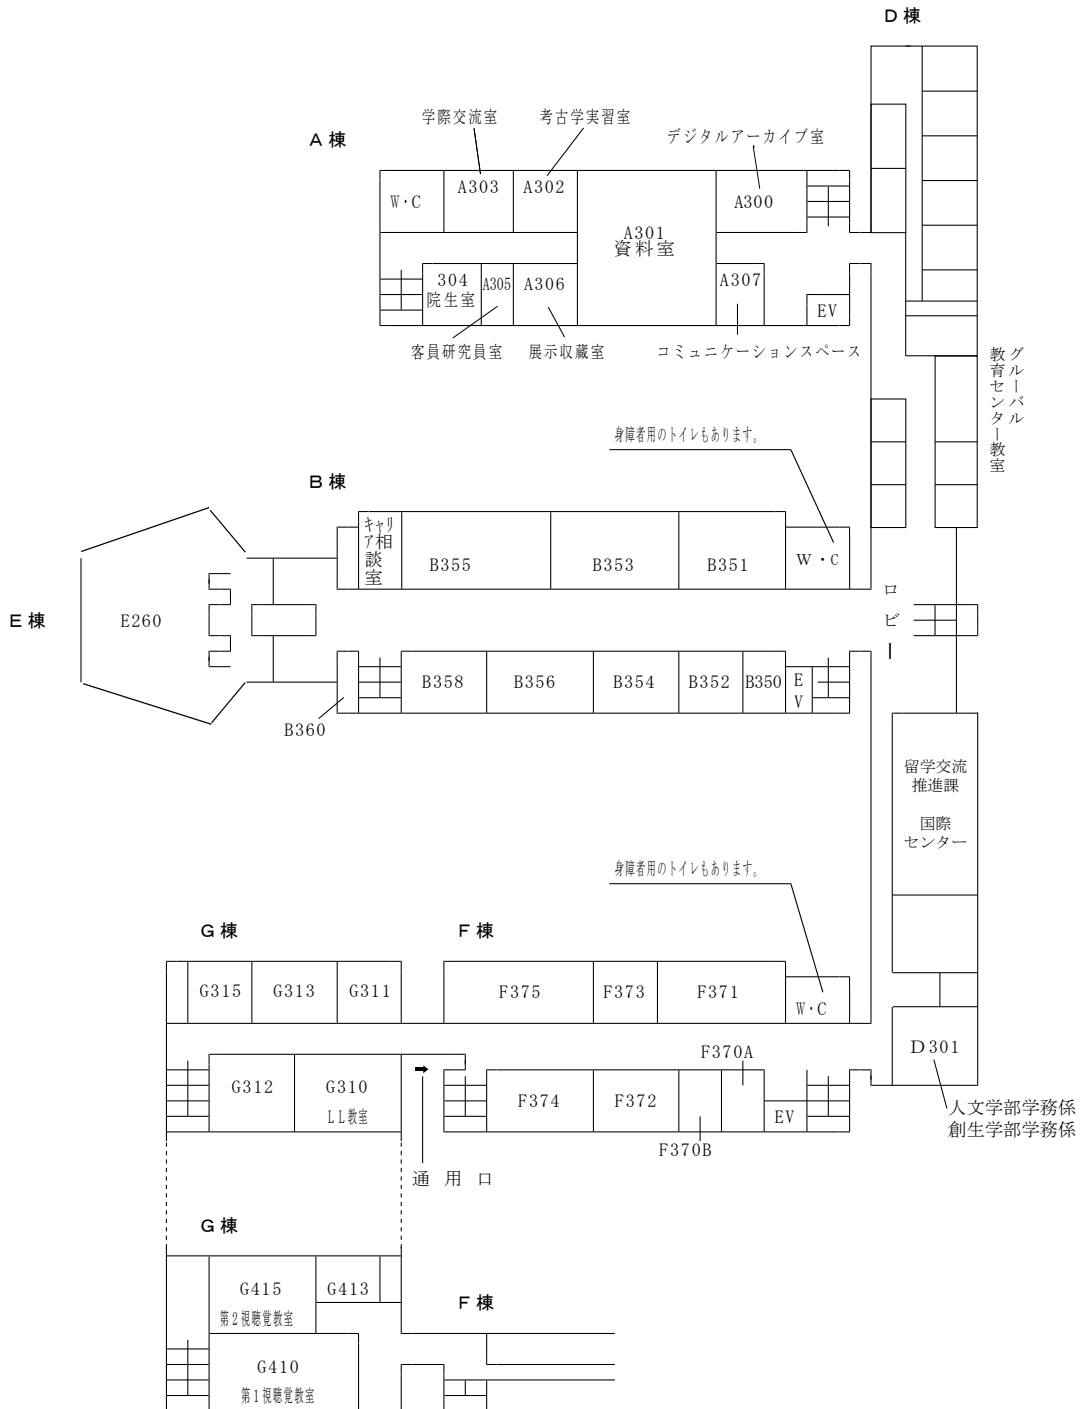 D 棟
学際交流室
考古学実習室
デジタルアーカイブ室
A 棟
W・C
A303
A302
A301
資料室
A300
304
院生室
A305
A306
A307
EV
客員研究員室
展示収蔵室
コミュニケーションスペース
グルーバル
教育センター教室
身障者用のトイレもあります。
B 棟
キャリ
ア相
談
室
B355
B353
B351
W・C
E 棟
E260
ロビー
B358
B356
B354
B352
B350
E
V
B360
留学交流
推進課
国際
センター
身障者用のトイレもあります。
G 棟
F 棟
G315
G313
G311
F375
F373
F371
W・C
F370A
D301
G312
G310
LL教室
F374
F372
EV
人文学部学務係
創生学部学務係
F370B
通 用 口
G 棟
G415
第2視聴覚教室
G413
F 棟
G410
第1視聴覚教室